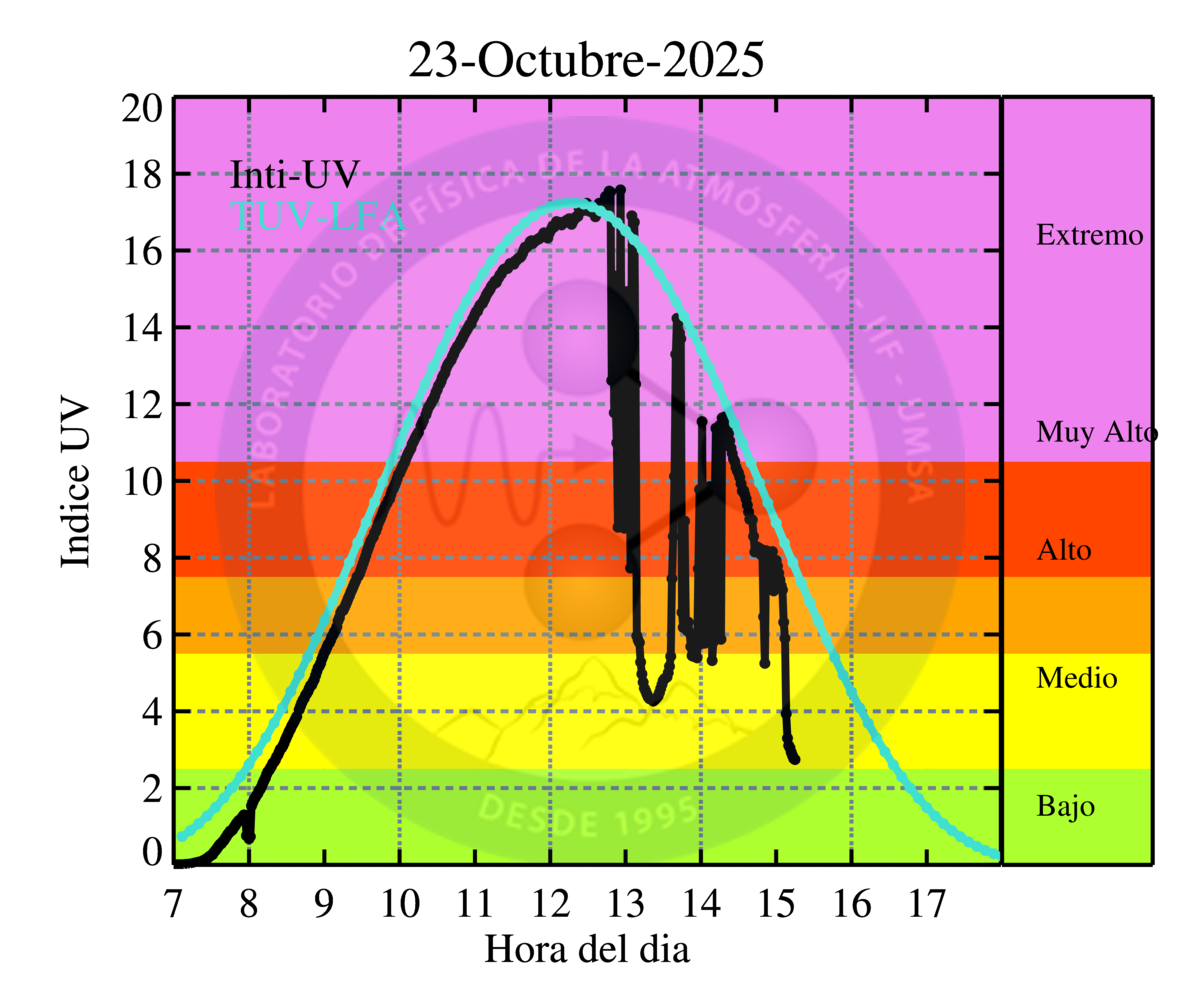 23-Octubre-2025
20
18
16
14
12
10
8
6
4
2
0
Indice UV
Inti-UV
TUV-LFA
LABORATORIO DE FÍSICA DE LA ATMÓSFERA - IIF - UMSA
DESDE 1995
Extremo
Muy Alto
Alto
Medio
Bajo
7 8 9 10 11 12 13 14 15 16 17
Hora del dia